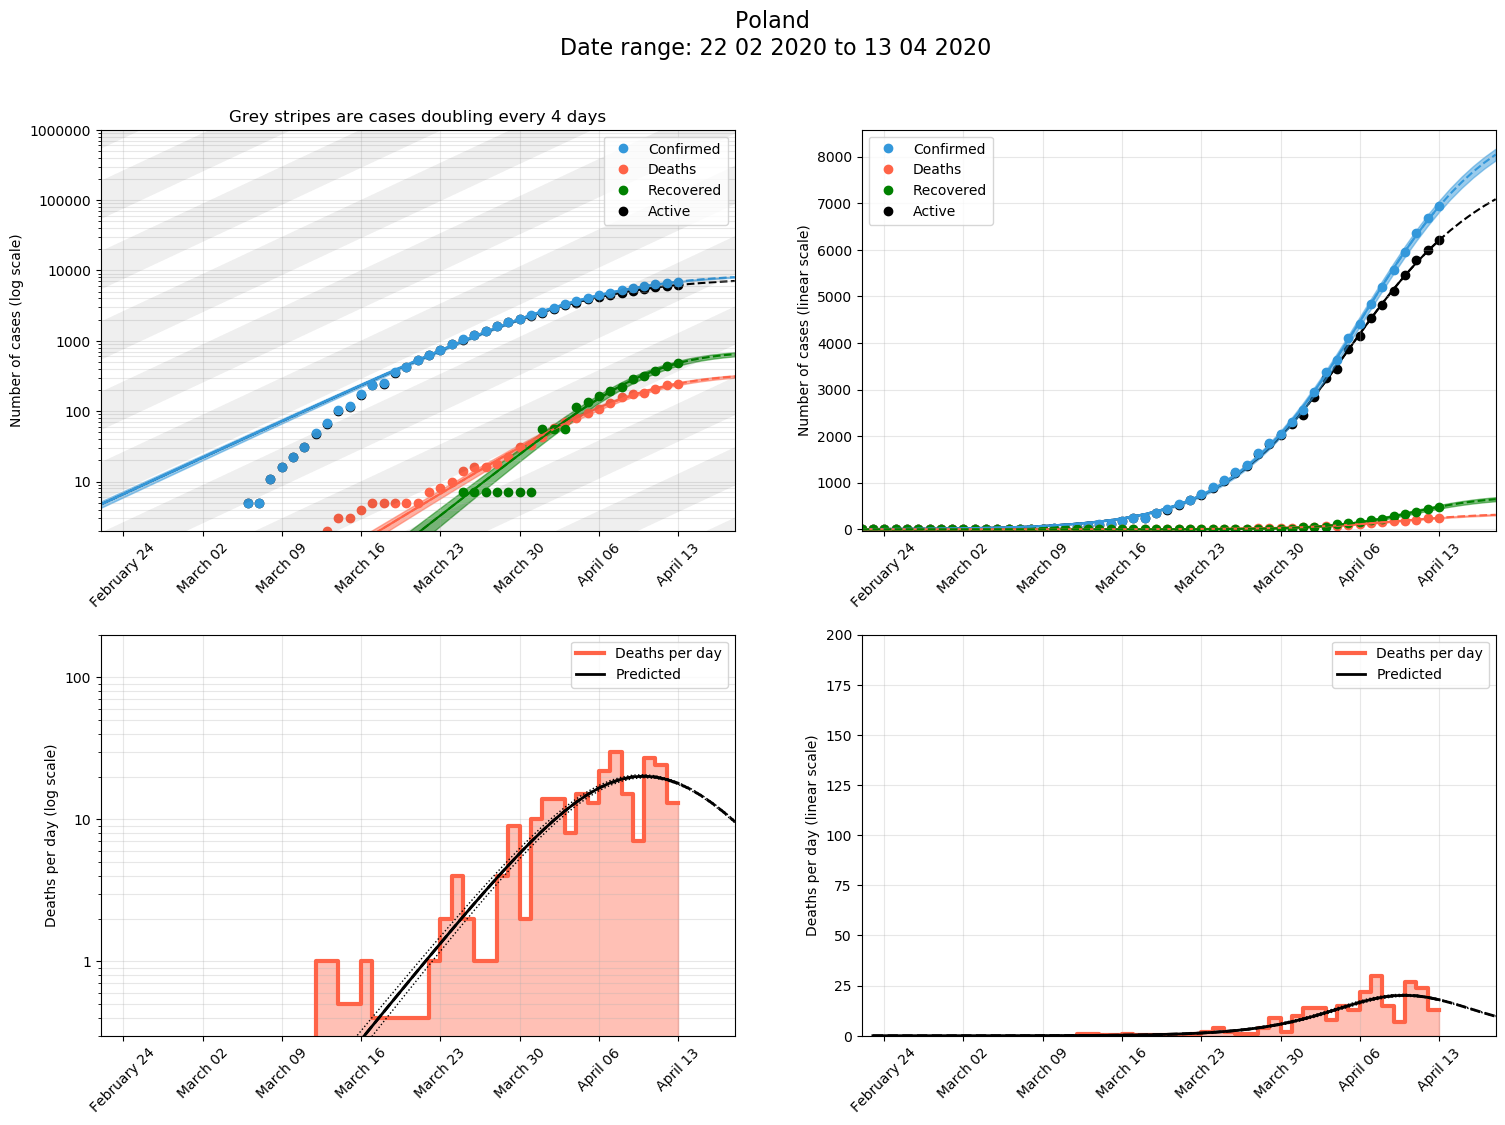 Poland
Date range: 22 02 2020 to 13 04 2020
Grey stripes are cases doubling every 4 days
Number of cases (log scale)
1000000
100000
10000
1000
100
10
Confirmed
Deaths
Recovered
Active
February 24
March 02
March 09
March 16
March 23
March 30
April 06
April 13
Number of cases (linear scale)
8000
7000
6000
5000
4000
3000
2000
1000
0
Confirmed
Deaths
Recovered
Active
February 24
March 02
March 09
March 16
March 23
March 30
April 06
April 13
Deaths per day (log scale)
100
10
1
Deaths per day
Predicted
February 24
March 02
March 09
March 16
March 23
March 30
April 06
April 13
Deaths per day (linear scale)
200
175
150
125
100
75
50
25
0
Deaths per day
Predicted
February 24
March 02
March 09
March 16
March 23
March 30
April 06
April 13